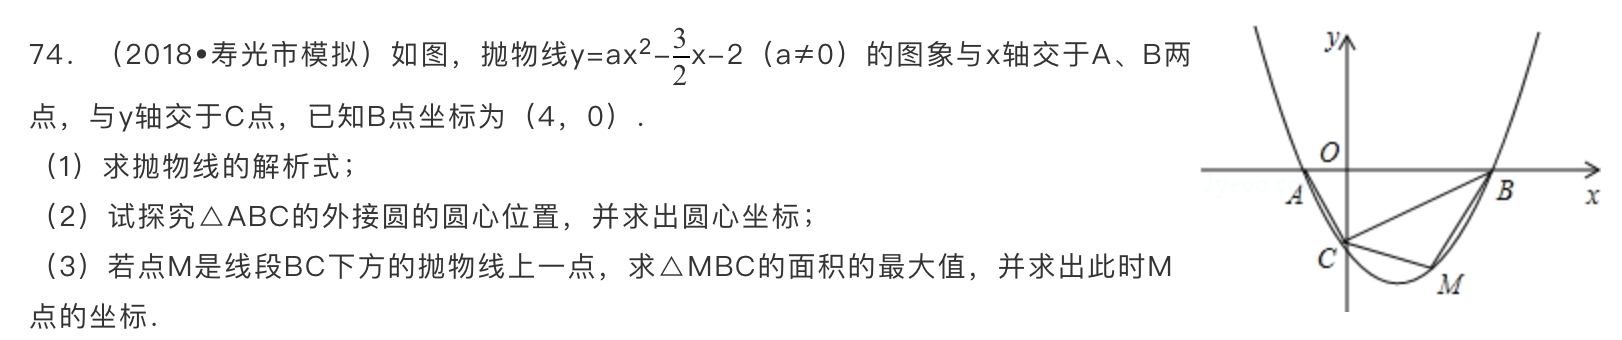 74. （2018•寿光市模拟）如图，抛物线y=ax²-3/2x-2（a≠0）的图象与x轴交于A、B两
点，与y轴交于C点，已知B点坐标为（4，0）.
（1）求抛物线的解析式；
（2）试探究△ABC的外接圆的圆心位置，并求出圆心坐标；
（3）若点M是线段BC下方的抛物线上一点，求△MBC的面积的最大值，并求出此时M
点的坐标.
y
O
A
B
x
C
M